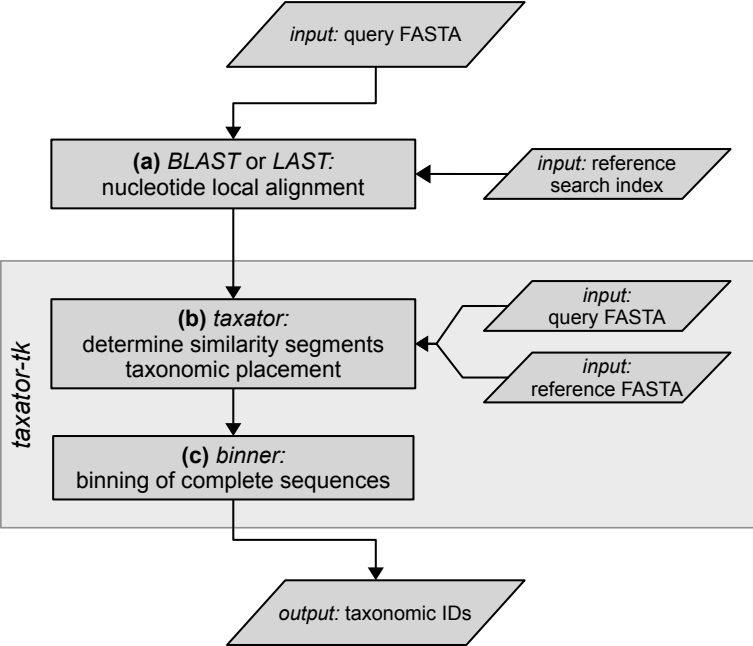 input: query FASTA
(a) BLAST or LAST:
nucleotide local alignment
input: reference
search index
taxator-tk
(b) taxator:
determine similarity segments
taxonomic placement
input:
query FASTA
input:
reference FASTA
(c) binner:
binning of complete sequences
output: taxonomic IDs